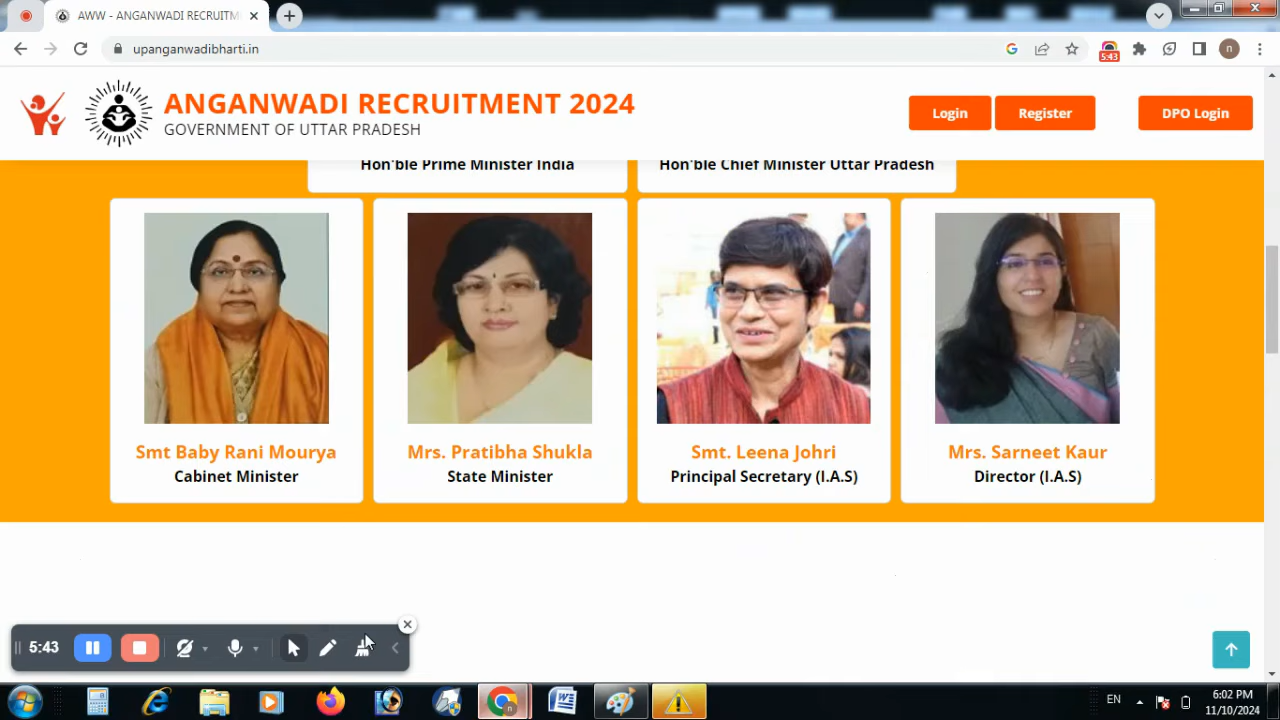 AWW - ANGANWADI RECRUITM
upanganwadibharti.in
5:43
n
ANGANWADI RECRUITMENT 2024
GOVERNMENT OF UTTAR PRADESH
Login
Register
DPO Login
Hon'ble Prime Minister India
Hon'ble Chief Minister Uttar Pradesh
Smt Baby Rani Mourya
Cabinet Minister
Mrs. Pratibha Shukla
State Minister
Smt. Leena Johri
Principal Secretary (I.A.S)
Mrs. Sarneet Kaur
Director (I.A.S)
5:43
EN
6:02 PM
11/10/2024